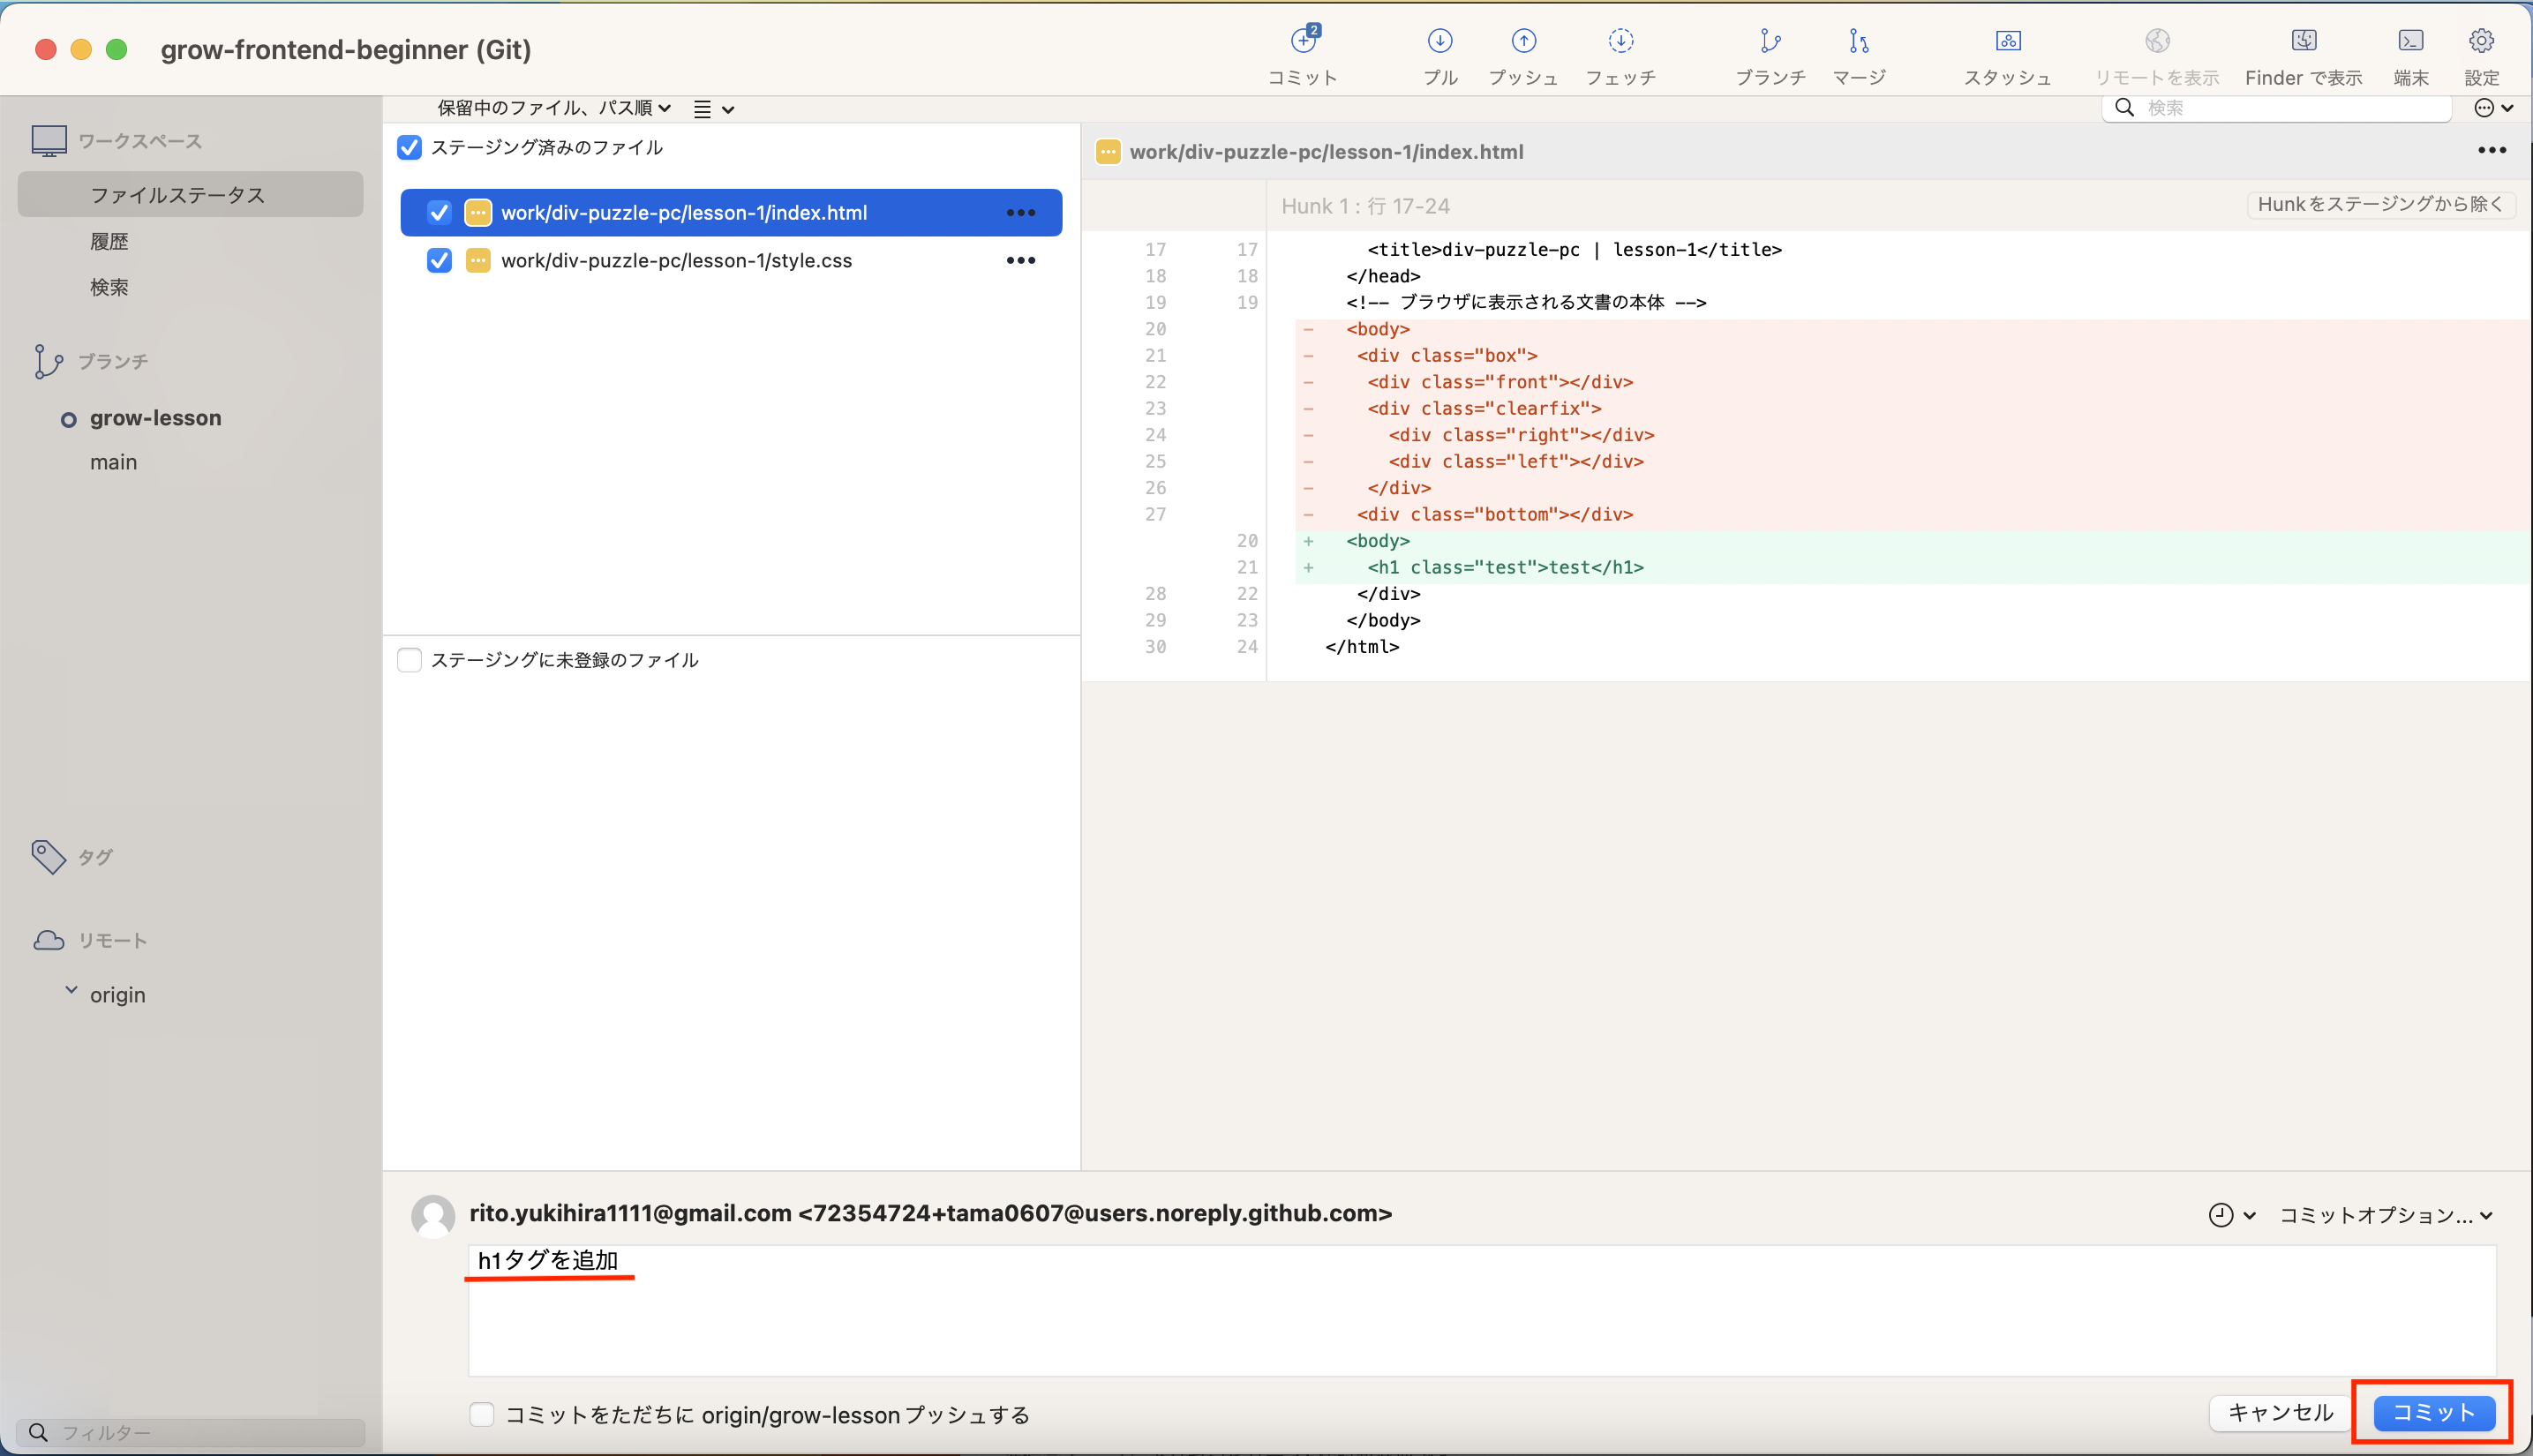 grow-frontend-beginner (Git)
2
コミット
プル
プッシュ
フェッチ
ブランチ
マージ
スタッシュ
リモートを表示
Finder で表示
端末
設定
保留中のファイル、パス順
検索
ワークスペース
ファイルステータス
履歴
検索
ブランチ
grow-lesson
main
タグ
リモート
origin
フィルター
ステージング済みのファイル
work/div-puzzle-pc/lesson-1/index.html
work/div-puzzle-pc/lesson-1/style.css
ステージングに未登録のファイル
work/div-puzzle-pc/lesson-1/index.html
Hunk 1 : 行 17-24
Hunkをステージングから除く
17 17 <title>div-puzzle-pc | lesson-1</title>
18 18 </head>
19 19 <!-- ブラウザに表示される文書の本体 -->
20 - <body>
21 - <div class="box">
22 - <div class="front"></div>
23 - <div class="clearfix">
24 - <div class="right"></div>
25 - <div class="left"></div>
26 - </div>
27 - <div class="bottom"></div>
20 + <body>
21 + <h1 class="test">test</h1>
28 22 </div>
29 23 </body>
30 24 </html>
rito.yukihira1111@gmail.com <72354724+tama0607@users.noreply.github.com>
コミットオプション...
h1タグを追加
コミットをただちに origin/grow-lessonプッシュする
キャンセル
コミット